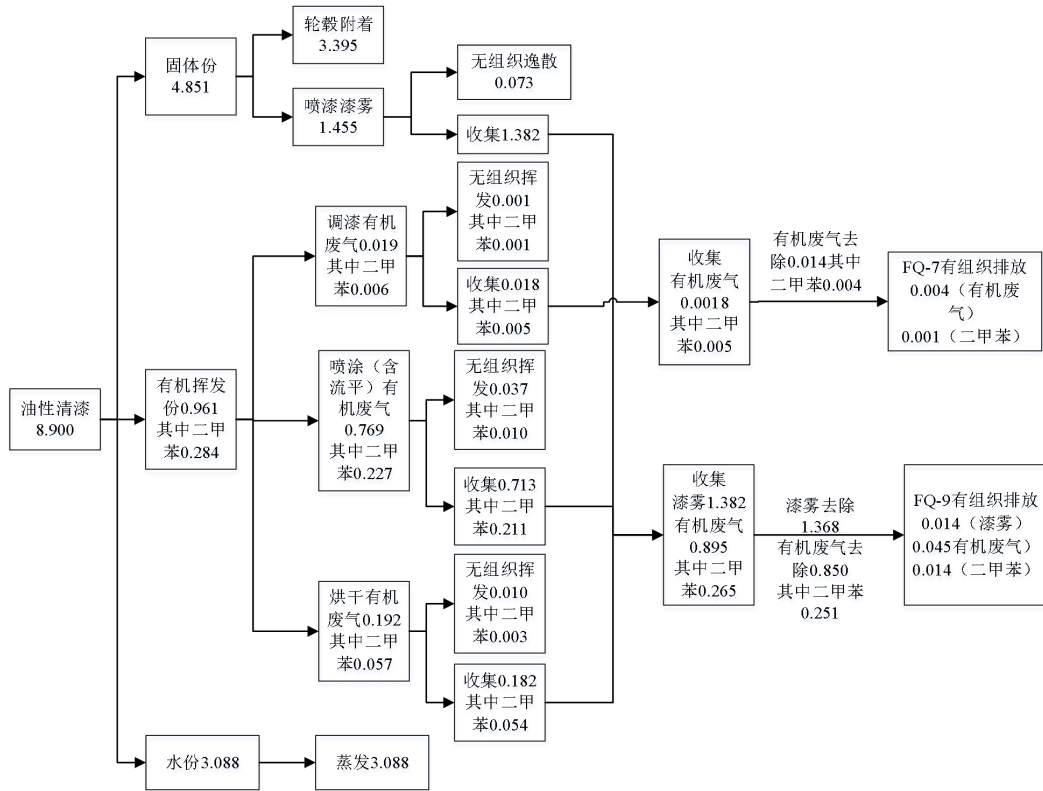 轮毂附着
3.395
固体份
4.851
喷漆漆雾
1.455
无组织逸散
0.073
收集1.382
无组织挥
发0.001
其中二甲
苯0.001
调漆有机
废气0.019
其中二甲
苯0.006
收集0.018
其中二甲
苯0.005
收集
有机废气
0.0018
其中二甲
苯0.005
有机废气去
除0.014其中
二甲苯0.004
FQ-7有组织排放
0.004（有机废
气）
0.001（二甲苯）
油性清漆
8.900
有机挥发
份0.961
其中二甲
苯0.284
喷涂（含
流平）有
机废气
0.769
其中二甲
苯0.227
无组织挥
发0.037
其中二甲
苯0.010
收集0.713
其中二甲
苯0.211
收集
漆雾1.382
有机废气
0.895
其中二甲
苯0.265
漆雾去除
1.368
有机废气去
除0.850
其中二甲苯
0.251
FQ-9有组织排放
0.014（漆雾）
0.045有机废气）
0.014（二甲苯）
烘干有机
废气0.192
其中二甲
苯0.057
无组织挥
发0.010
其中二甲
苯0.003
收集0.182
其中二甲
苯0.054
水份3.088
蒸发3.088